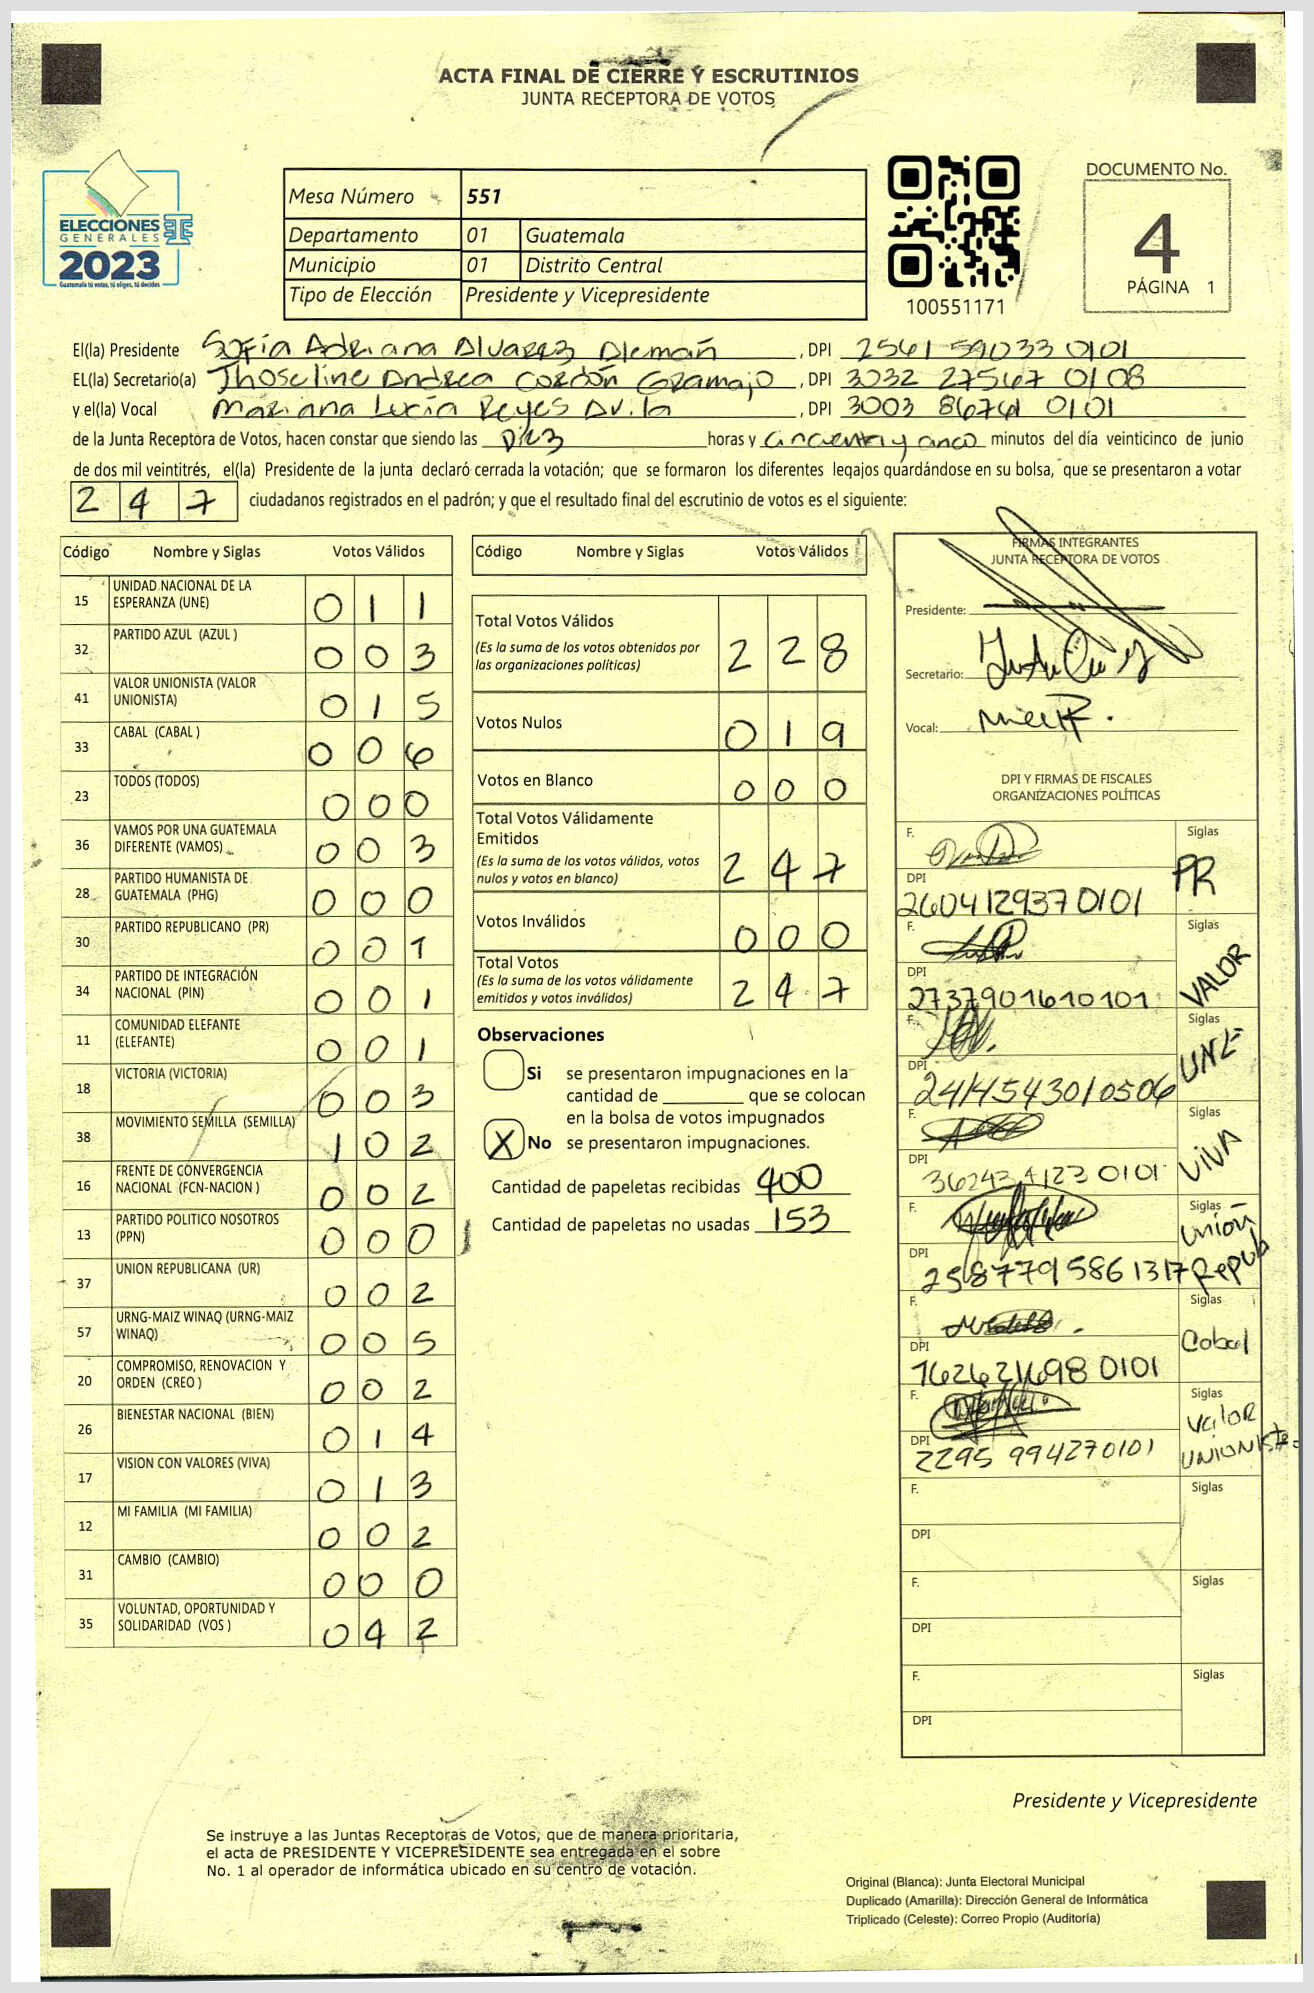 ACTA FINAL DE CIERRE Y ESCRUTINIOS
JUNTA RECEPTORA DE VOTOS
ELECCIONES
GENERALES
2023
Guatemala tú votas, tú eliges, tú decides
Mesa Número 551
Departamento 01 Guatemala
Municipio 01 Distrito Central
Tipo de Elección Presidente y Vicepresidente
100551171
DOCUMENTO No.
4
PÁGINA 1
El(la) Presidente Sofía Adriana Alvarez Alemañ , DPI 2561 59033 0101
EL(la) Secretario(a) Jhoseline Andrea Cordón Gramajo , DPI 3032 27567 0108
y el(la) Vocal Mariana Lucía Reyes Avila , DPI 3003 86761 0101
de la Junta Receptora de Votos, hacen constar que siendo las Diez horas y cincuenta y cinco minutos del día veinticinco de junio
de dos mil veintitrés, el(la) Presidente de la junta declaró cerrada la votación; que se formaron los diferentes legajos guardándose en su bolsa, que se presentaron a votar
2 4 7 ciudadanos registrados en el padrón; y que el resultado final del escrutinio de votos es el siguiente:
Código Nombre y Siglas Votos Válidos
15 UNIDAD NACIONAL DE LA ESPERANZA (UNE) 0 1 1
32 PARTIDO AZUL (AZUL ) 0 0 3
41 VALOR UNIONISTA (VALOR UNIONISTA) 0 1 5
33 CABAL (CABAL ) 0 0 6
23 TODOS (TODOS) 0 0 0
36 VAMOS POR UNA GUATEMALA DIFERENTE (VAMOS) 0 0 3
28 PARTIDO HUMANISTA DE GUATEMALA (PHG) 0 0 0
30 PARTIDO REPUBLICANO (PR) 0 0 1
34 PARTIDO DE INTEGRACIÓN NACIONAL (PIN) 0 0 1
11 COMUNIDAD ELEFANTE (ELEFANTE) 0 0 1
18 VICTORIA (VICTORIA) 0 0 3
38 MOVIMIENTO SEMILLA (SEMILLA) 1 0 2
16 FRENTE DE CONVERGENCIA NACIONAL (FCN-NACION ) 0 0 2
13 PARTIDO POLITICO NOSOTROS (PPN) 0 0 0
37 UNION REPUBLICANA (UR) 0 0 2
57 URNG-MAIZ WINAQ (URNG-MAIZ WINAQ) 0 0 5
20 COMPROMISO, RENOVACION Y ORDEN (CREO ) 0 0 2
26 BIENESTAR NACIONAL (BIEN) 0 1 4
17 VISION CON VALORES (VIVA) 0 1 3
12 MI FAMILIA (MI FAMILIA) 0 0 2
31 CAMBIO (CAMBIO) 0 0 0
35 VOLUNTAD, OPORTUNIDAD Y SOLIDARIDAD (VOS ) 0 4 2
Código Nombre y Siglas Votos Válidos
Total Votos Válidos 2 2 8
(Es la suma de los votos obtenidos por
las organizaciones políticas)
Votos Nulos 0 1 9
Votos en Blanco 0 0 0
Total Votos Válidamente
Emitidos 2 4 7
(Es la suma de los votos válidos, votos
nulos y votos en blanco)
Votos Inválidos 0 0 0
Total Votos 2 4 7
(Es la suma de los votos válidamente
emitidos y votos inválidos)
Observaciones
Si se presentaron impugnaciones en la
cantidad de ________ que se colocan
en la bolsa de votos impugnados
X No se presentaron impugnaciones.
Cantidad de papeletas recibidas 400
Cantidad de papeletas no usadas 153
FIRMAS INTEGRANTES
JUNTA RECEPTORA DE VOTOS
Presidente:
Secretario:
Vocal:
DPI Y FIRMAS DE FISCALES
ORGANIZACIONES POLÍTICAS
F. Siglas PR
DPI 2604129370101
F. Siglas VALOR
DPI 2737901610101
F. Siglas UNE
DPI 2414543010506
F. Siglas VIVA
DPI 0101
F. Siglas Unión Repub
DPI 2587795861317
F. Siglas Cabal
DPI 0101
F. Siglas Valor Unionista
DPI 2295 994270101
F. Siglas
DPI
F. Siglas
DPI
F. Siglas
DPI
Presidente y Vicepresidente
Se instruye a las Juntas Receptoras de Votos, que de manera prioritaria,
el acta de PRESIDENTE Y VICEPRESIDENTE sea entregada en el sobre
No. 1 al operador de informática ubicado en su centro de votación.
Original (Blanca): Junta Electoral Municipal
Duplicado (Amarilla): Dirección General de Informática
Triplicado (Celeste): Correo Propio (Auditoría)